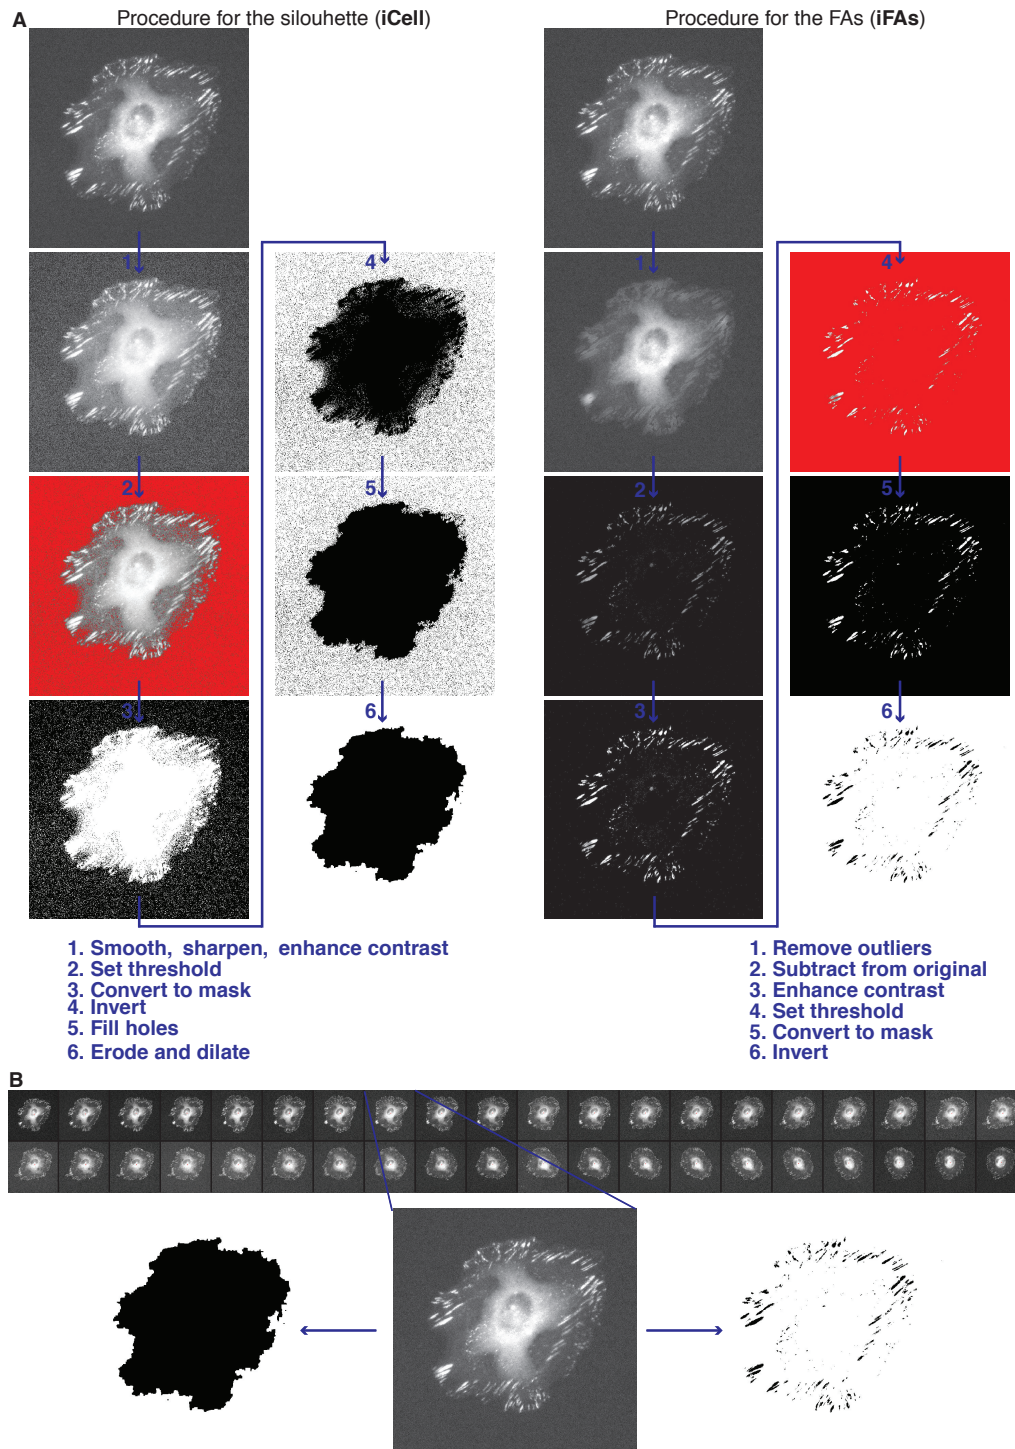 A
Procedure for the silouhette (iCell)
Procedure for the FAs (iFAs)
1
4
1
4
2
5
2
5
3
6
3
6
1. Smooth, sharpen, enhance contrast
2. Set threshold
3. Convert to mask
4. Invert
5. Fill holes
6. Erode and dilate
1. Remove outliers
2. Subtract from original
3. Enhance contrast
4. Set threshold
5. Convert to mask
6. Invert
B